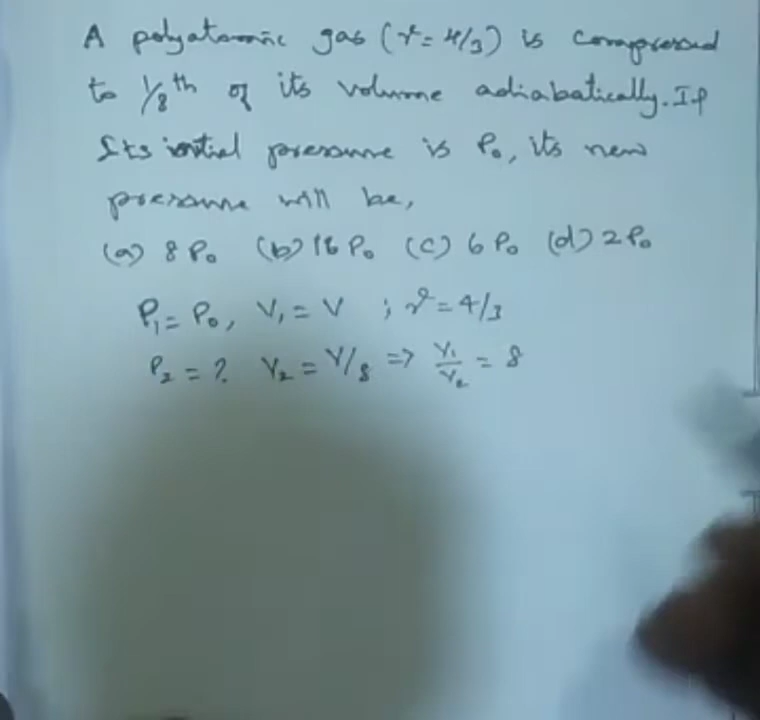 A polyatomic gas (γ = 4/3) is compressed
to 1/8th of its volume adiabatically. If
Its initial pressure is P₀, its new
pressure will be,
(a) 8 P₀ (b) 16 P₀ (c) 6 P₀ (d) 2 P₀
P₁ = P₀, V₁ = V ; γ = 4/3
P₂ = ? V₂ = V/8 => V₁/V₂ = 8